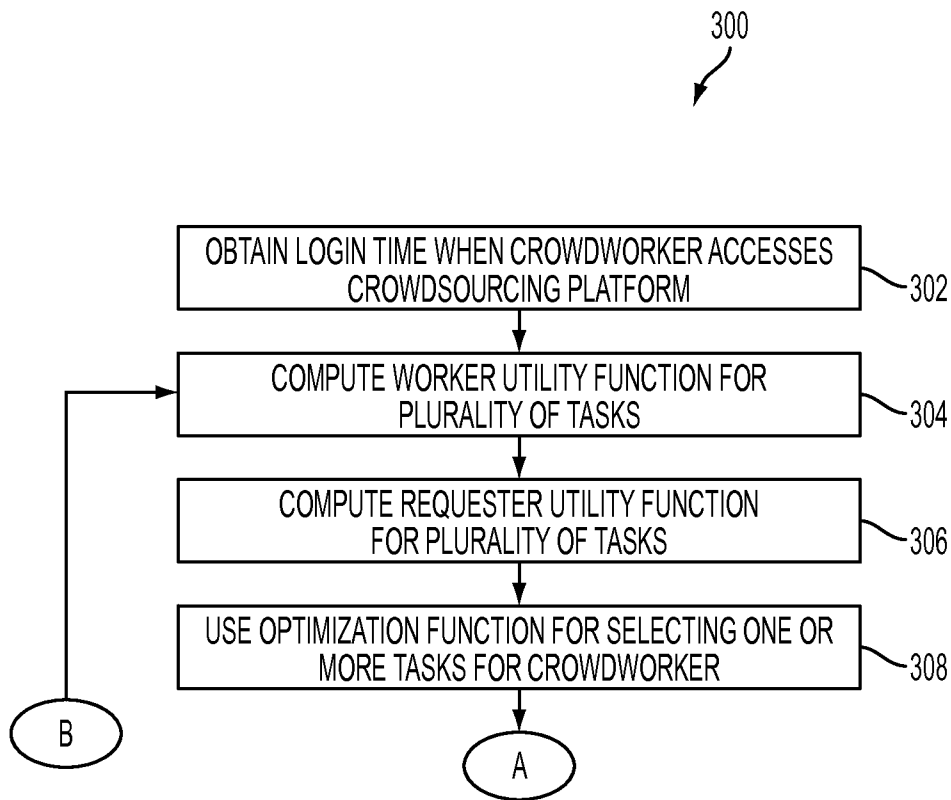 300
OBTAIN LOGIN TIME WHEN CROWDWORKER ACCESSES
CROWDSOURCING PLATFORM
302
COMPUTE WORKER UTILITY FUNCTION FOR
PLURALITY OF TASKS
304
COMPUTE REQUESTER UTILITY FUNCTION
FOR PLURALITY OF TASKS
306
USE OPTIMIZATION FUNCTION FOR SELECTING ONE OR
MORE TASKS FOR CROWDWORKER
308
B
A